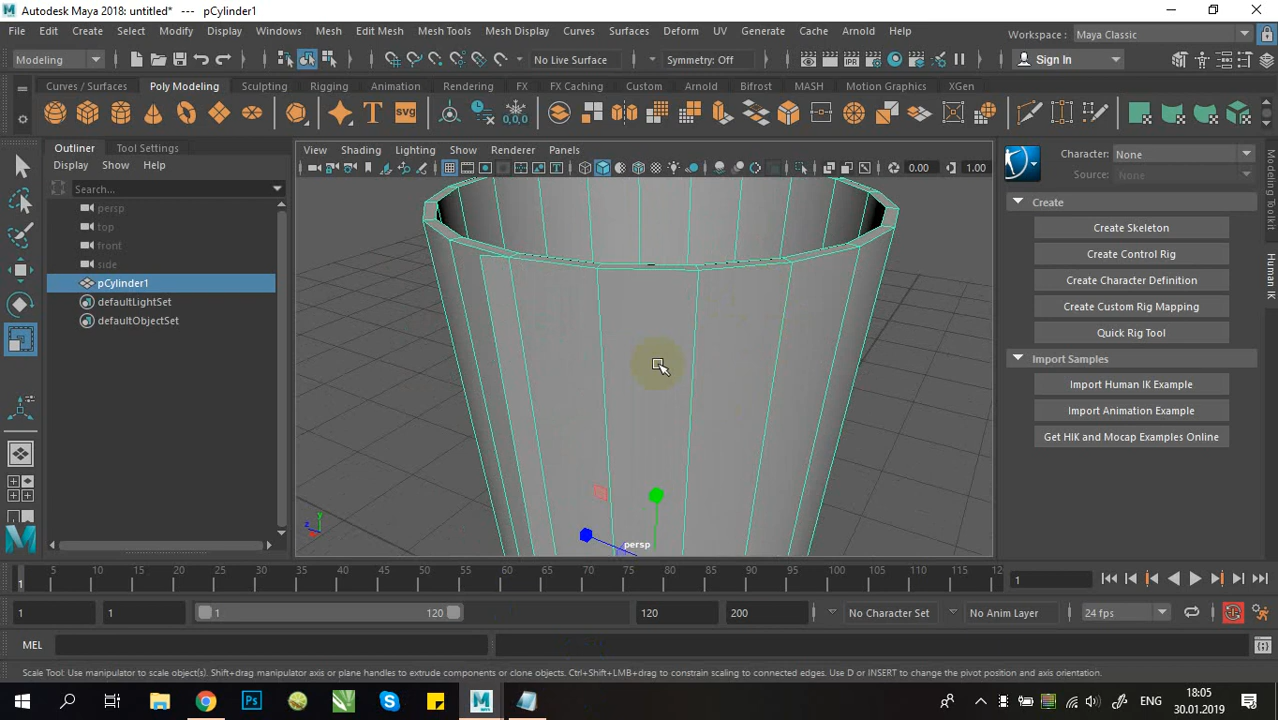 Autodesk Maya 2018: untitled*   ---   pCylinder1
File Edit Create Select Modify Display Windows Mesh Edit Mesh Mesh Tools Mesh Display Curves Surfaces Deform UV Generate Cache Arnold Help
Workspace : Maya Classic
Modeling No Live Surface Symmetry: Off Sign In
Curves / Surfaces Poly Modeling Sculpting Rigging Animation Rendering FX FX Caching Custom Arnold Bifrost MASH Motion Graphics XGen
T svg 0,0,0
Outliner Tool Settings
Display Show Help
Search...
persp
top
front
side
pCylinder1
defaultLightSet
defaultObjectSet
View Shading Lighting Show Renderer Panels
0.00 1.00
y
z
persp
Character: None
Source: None
Create
Create Skeleton
Create Control Rig
Create Character Definition
Create Custom Rig Mapping
Quick Rig Tool
Import Samples
Import Human IK Example
Import Animation Example
Get HIK and Mocap Examples Online
Modeling Toolkit
Human IK
1 5 10 15 20 25 30 35 40 45 50 55 60 65 70 75 80 85 90 95 100 105 110 115 12
1
1 1 1 120 120 200 No Character Set No Anim Layer 24 fps
MEL
Scale Tool: Use manipulator to scale object(s). Shift+drag manipulator axis or plane handles to extrude components or clone objects. Ctrl+Shift+LMB+drag to constrain scaling to connected edges. Use D or INSERT to change the pivot position and axis orientation.
Ps
ENG
18:05
30.01.2019